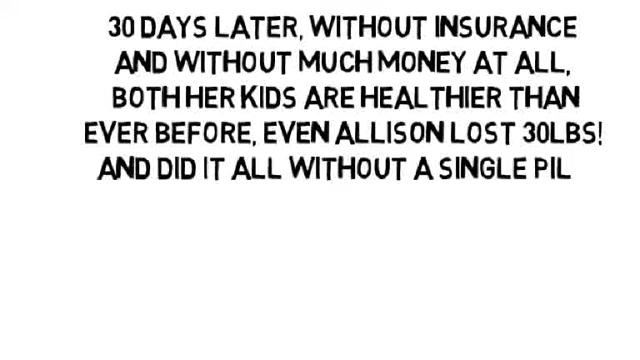 30 DAYS LATER, WITHOUT INSURANCE
AND WITHOUT MUCH MONEY AT ALL,
BOTH HER KIDS ARE HEALTHIER THAN
EVER BEFORE, EVEN ALLISON LOST 30LBS!
AND DID IT ALL WITHOUT A SINGLE PIL